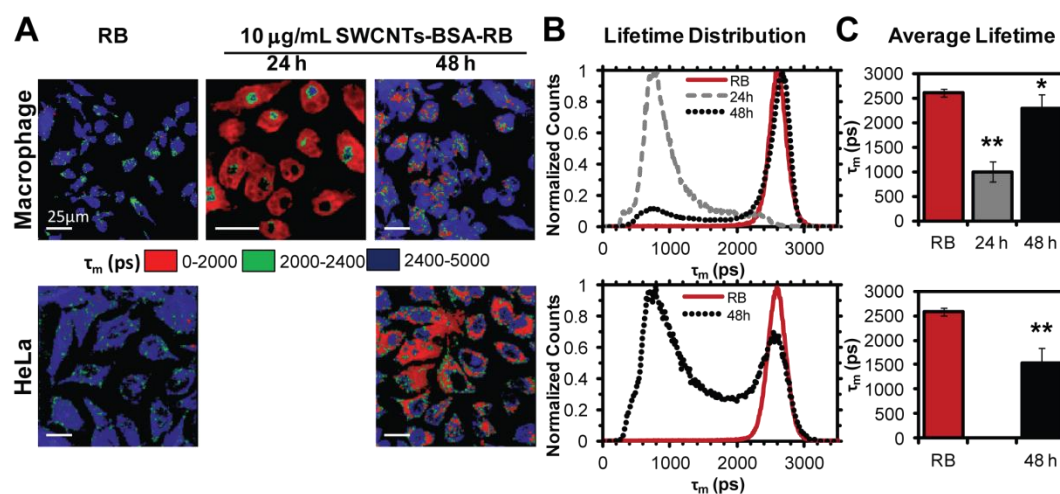 A
RB
10 µg/mL SWCNTs-BSA-RB
24 h
48 h
Macrophage
25µm
τm (ps)
0-2000
2000-2400
2400-5000
HeLa
B
Lifetime Distribution
Normalized Counts
1
0.8
0.6
0.4
0.2
0
RB
24h
48h
0 1000 2000 3000
τm (ps)
Normalized Counts
1
0.8
0.6
0.4
0.2
0
RB
48h
0 1000 2000 3000
τm (ps)
C
Average Lifetime
τm (ps)
3000
2500
2000
1500
1000
500
0
**
*
RB 24 h 48 h
τm (ps)
3000
2500
2000
1500
1000
500
0
**
RB 48 h